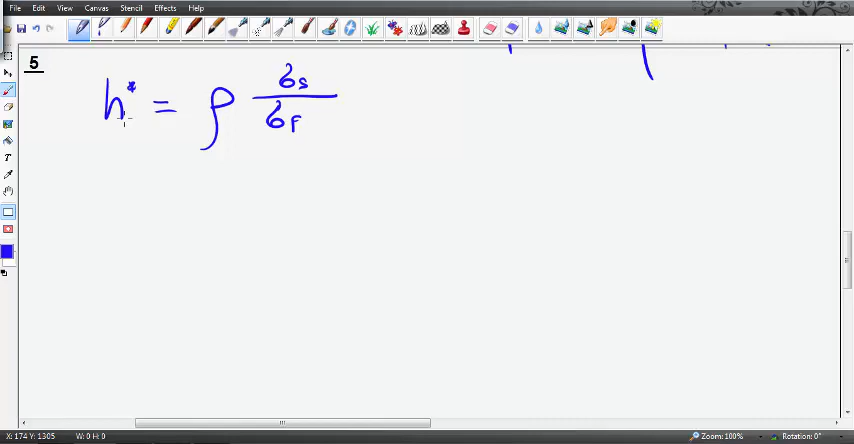 File Edit View Canvas Stencil Effects Help
5
h* = ρ σs / σF
X: 174 Y: 1305 W: 0 H: 0 Zoom: 100% Rotation: 0°